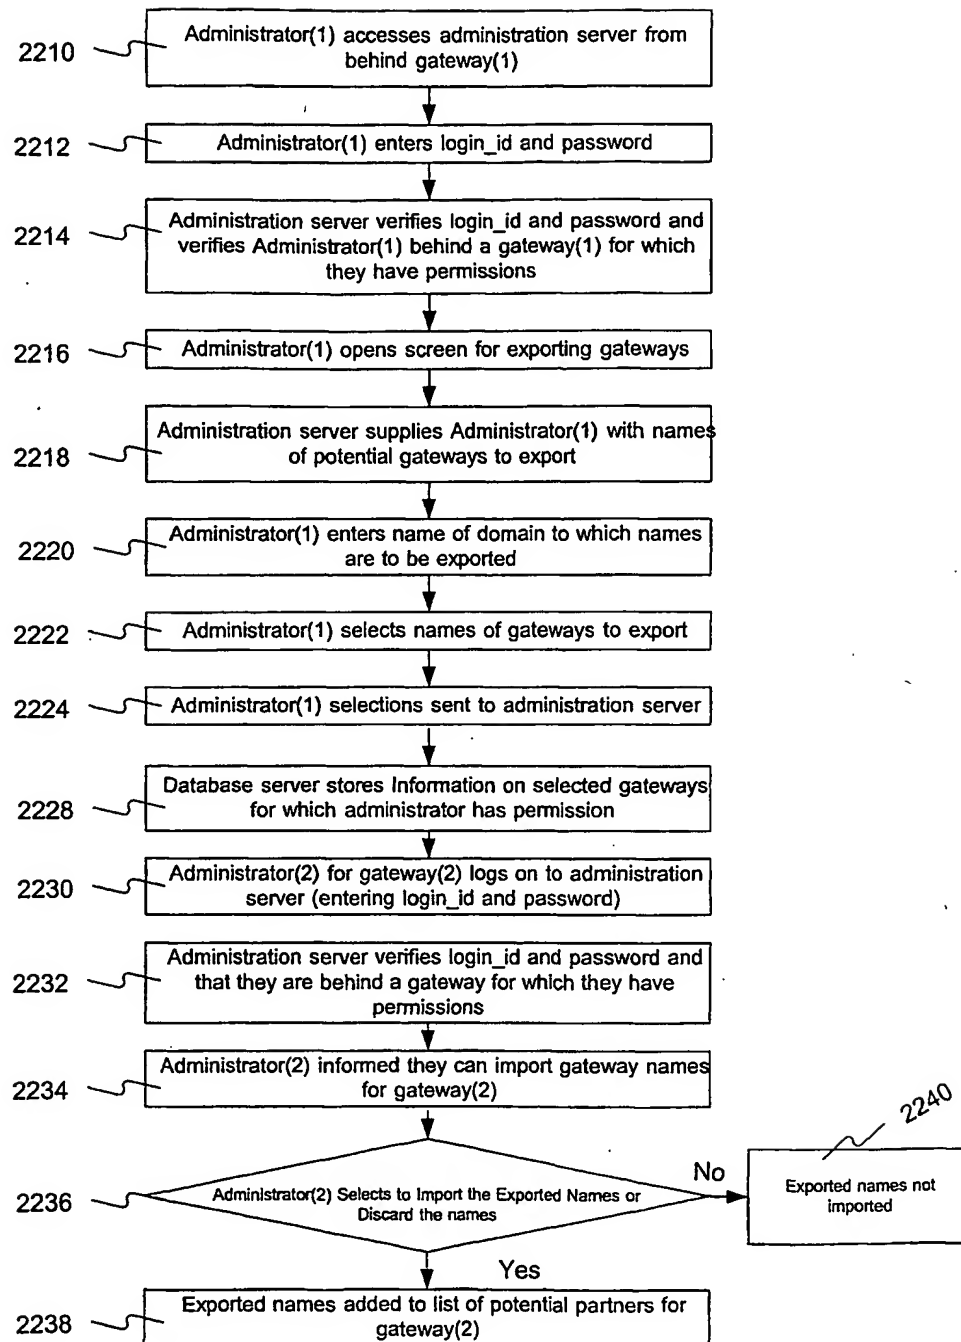 2210
Administrator(1) accesses administration server from
behind gateway(1)
2212
Administrator(1) enters login_id and password
2214
Administration server verifies login_id and password and
verifies Administrator(1) behind a gateway(1) for which
they have permissions
2216
Administrator(1) opens screen for exporting gateways
2218
Administration server supplies Administrator(1) with names
of potential gateways to export
2220
Administrator(1) enters name of domain to which names
are to be exported
2222
Administrator(1) selects names of gateways to export
2224
Administrator(1) selections sent to administration server
2228
Database server stores Information on selected gateways
for which administrator has permission
2230
Administrator(2) for gateway(2) logs on to administration
server (entering login_id and password)
2232
Administration server verifies login_id and password and
that they are behind a gateway for which they have
permissions
2234
Administrator(2) informed they can import gateway names
for gateway(2)
2236
Administrator(2) Selects to Import the Exported Names or
Discard the names
No
2240
Exported names not
imported
Yes
2238
Exported names added to list of potential partners for
gateway(2)